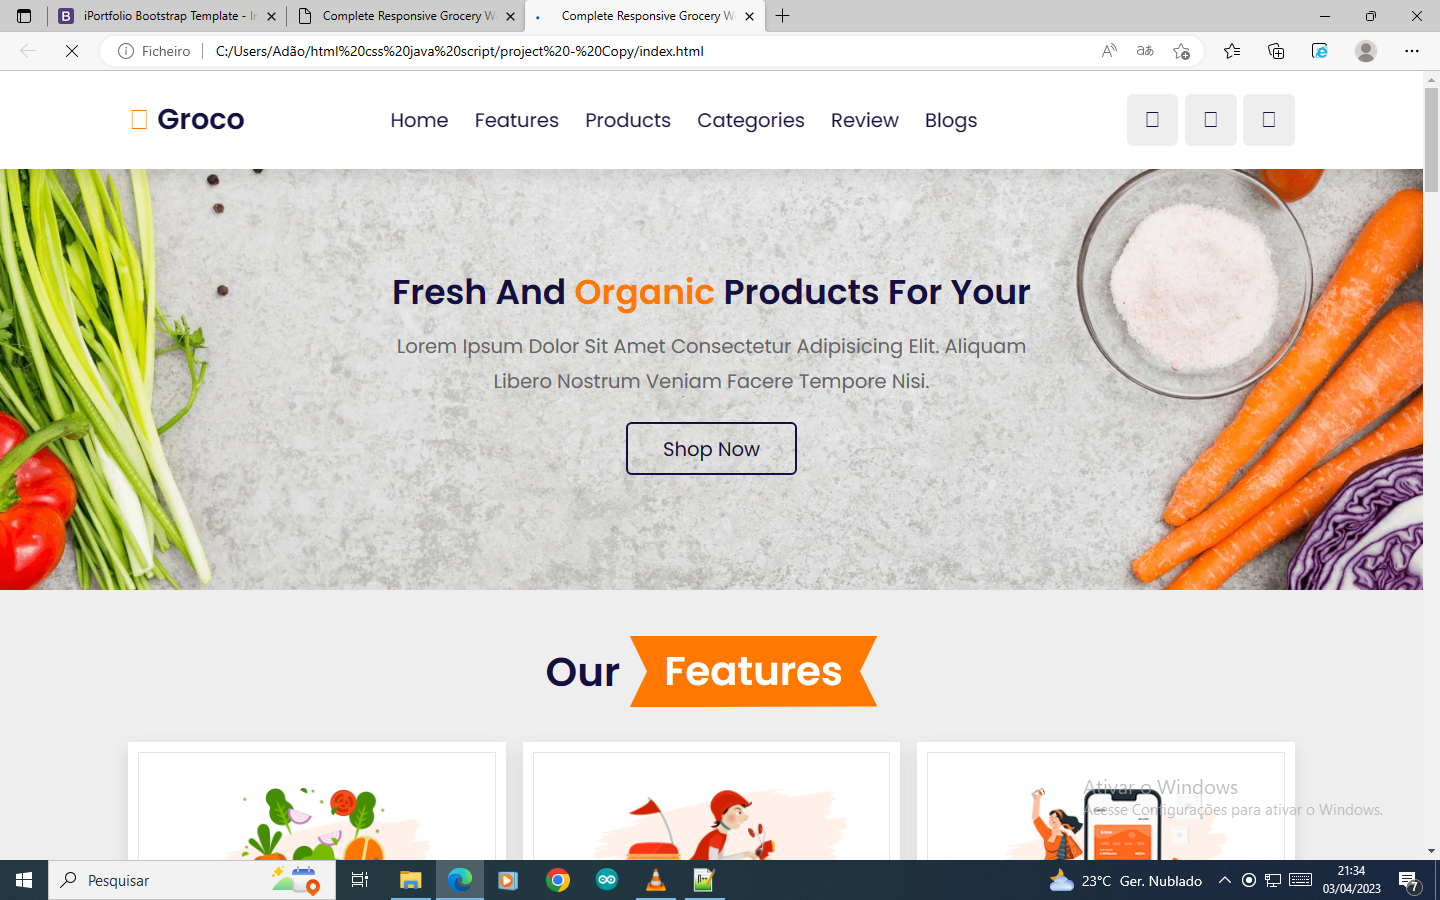 iPortfolio Bootstrap Template - I
Complete Responsive Grocery W
Complete Responsive Grocery W
Ficheiro
C:/Users/Adão/html%20css%20java%20script/project%20-%20Copy/index.html
Groco
Home
Features
Products
Categories
Review
Blogs
Fresh And Organic Products For Your
Lorem Ipsum Dolor Sit Amet Consectetur Adipisicing Elit. Aliquam
Libero Nostrum Veniam Facere Tempore Nisi.
Shop Now
Our Features
Ativar o Windows
Acesse Configurações para ativar o Windows.
Pesquisar
23°C Ger. Nublado
21:34
03/04/2023
7